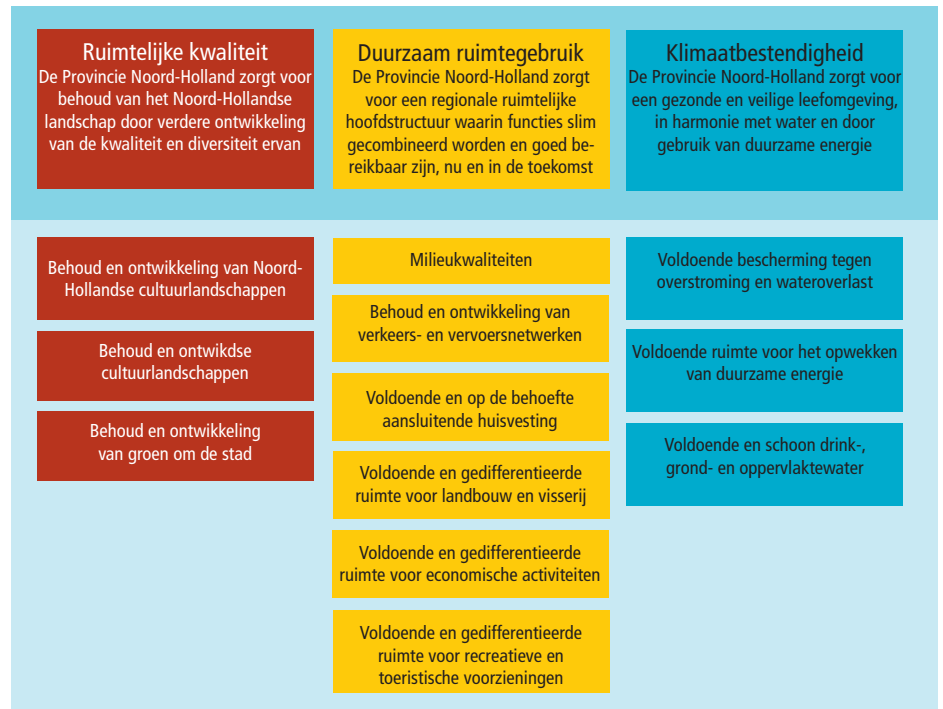 Ruimtelijke kwaliteit
De Provincie Noord-Holland zorgt voor
behoud van het Noord-Hollandse
landschap door verdere ontwikkeling
van de kwaliteit en diversiteit ervan
Duurzaam ruimtegebruik
De Provincie Noord-Holland zorgt
voor een regionale ruimtelijke
hoofdstructuur waarin functies slim
gecombineerd worden en goed be-
reikbaar zijn, nu en in de toekomst
Klimaatbestendigheid
De Provincie Noord-Holland zorgt voor
een gezonde en veilige leefomgeving,
in harmonie met water en door
gebruik van duurzame energie
Behoud en ontwikkeling van Noord-
Hollandse cultuurlandschappen
Behoud en ontwikdse
cultuurlandschappen
Behoud en ontwikkeling
van groen om de stad
Milieukwaliteiten
Behoud en ontwikkeling van
verkeers- en vervoersnetwerken
Voldoende en op de behoefte
aansluitende huisvesting
Voldoende en gedifferentieerde
ruimte voor landbouw en visserij
Voldoende en gedifferentieerde
ruimte voor economische activiteiten
Voldoende en gedifferentieerde
ruimte voor recreatieve en
toeristische voorzieningen
Voldoende bescherming tegen
overstroming en wateroverlast
Voldoende ruimte voor het opwekken
van duurzame energie
Voldoende en schoon drink-,
grond- en oppervlaktewater